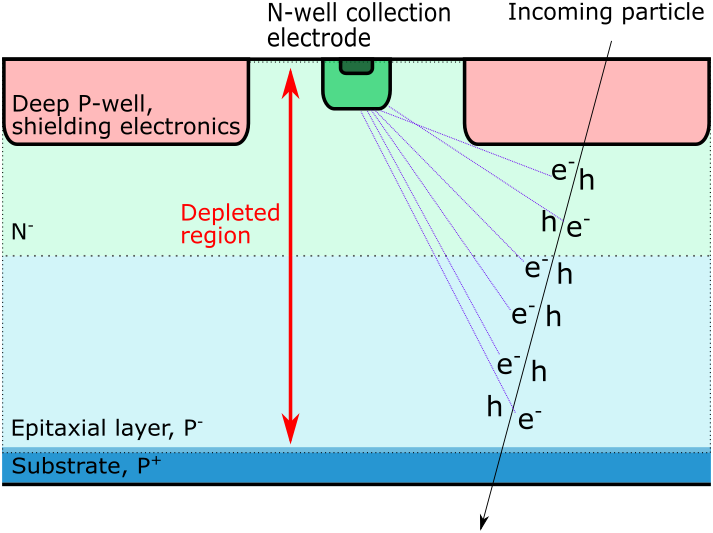 N-well collection
electrode
Incoming particle
Deep P-well,
shielding electronics
Depleted
region
N-
e- h
h e-
e- h
e- h
e- h
h e-
Epitaxial layer, P-
Substrate, P+